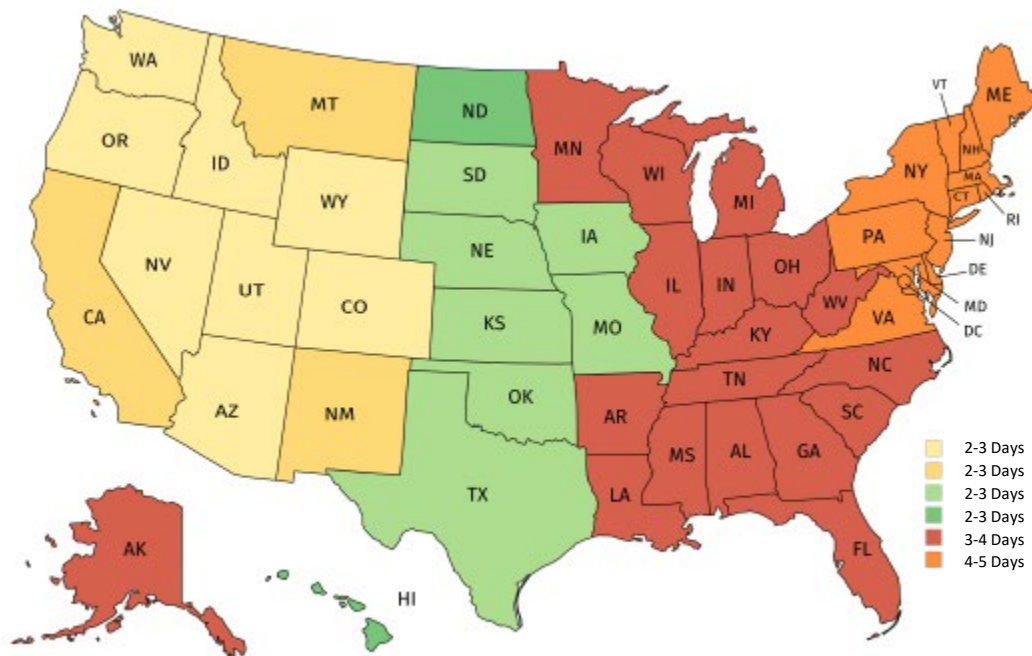 WA
MT
ND
MN
VT
ME
OR
ID
SD
WI
NH
NY
MA
WY
MI
CT
RI
NE
IA
PA
NJ
NV
UT
CO
IL
IN
OH
DE
CA
KS
MO
WV
VA
MD
DC
KY
AZ
NM
OK
TN
NC
AR
SC
MS
AL
GA
TX
LA
2-3 Days
2-3 Days
2-3 Days
2-3 Days
3-4 Days
4-5 Days
AK
FL
HI